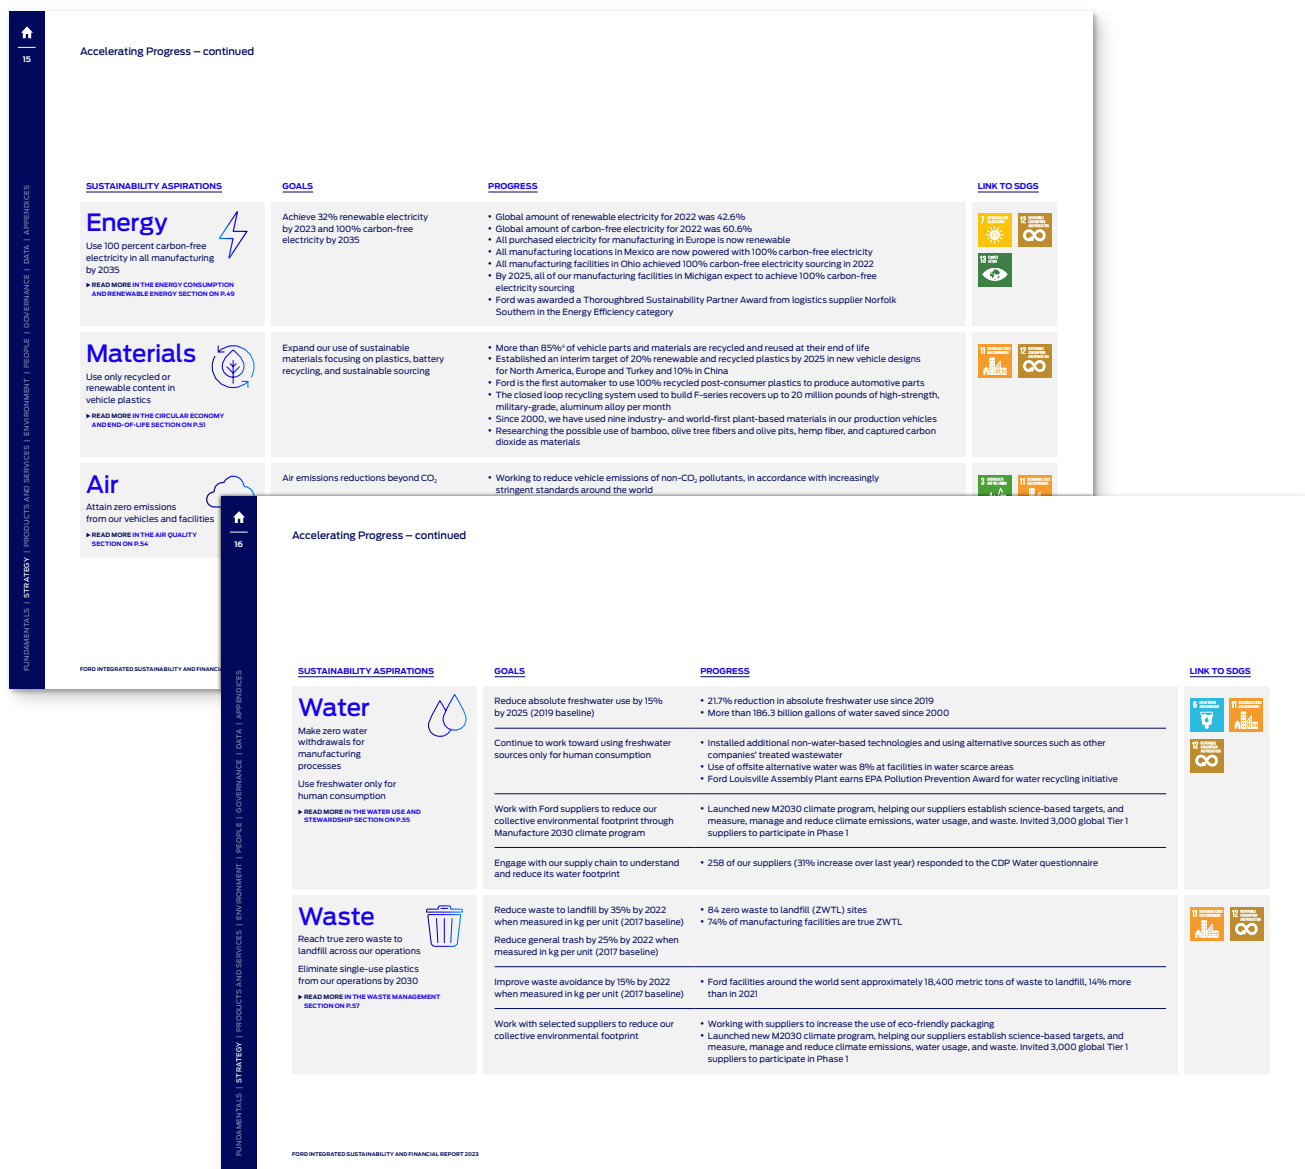 15
Accelerating Progress – continued
SUSTAINABILITY ASPIRATIONS
GOALS
PROGRESS
LINK TO SDGS
Energy
Use 100 percent carbon-free
electricity in all manufacturing
by 2035
READ MORE IN THE ENERGY CONSUMPTION
AND RENEWABLE ENERGY SECTION ON P.49
Achieve 32% renewable electricity
by 2023 and 100% carbon-free
electricity by 2035
• Global amount of renewable electricity for 2022 was 42.6%
• Global amount of carbon-free electricity for 2022 was 60.6%
• All purchased electricity for manufacturing in Europe is now renewable
• All manufacturing locations in Mexico are now powered with 100% carbon-free electricity
• All manufacturing facilities in Ohio achieved 100% carbon-free electricity sourcing in 2022
• By 2025, all of our manufacturing facilities in Michigan expect to achieve 100% carbon-free
electricity sourcing
• Ford was awarded a Thoroughbred Sustainability Partner Award from logistics supplier Norfolk
Southern in the Energy Efficiency category
7
12
13
Materials
Use only recycled or
renewable content in
vehicle plastics
READ MORE IN THE CIRCULAR ECONOMY
AND END-OF-LIFE SECTION ON P.51
Expand our use of sustainable
materials focusing on plastics, battery
recycling, and sustainable sourcing
• More than 85% of vehicle parts and materials are recycled and reused at their end of life
• Established an interim target of 20% renewable and recycled plastics by 2025 in new vehicle designs
for North America, Europe and Turkey and 10% in China
• Ford is the first automaker to use 100% recycled post-consumer plastics to produce automotive parts
• The closed loop recycling system used to build F-series recovers up to 20 million pounds of high-strength,
military-grade, aluminum alloy per month
• Since 2000, we have used nine industry- and world-first plant-based materials in our production vehicles
• Researching the possible use of bamboo, olive tree fibers and olive pits, hemp fiber, and captured carbon
dioxide as materials
11
12
Air
Attain zero emissions
from our vehicles and facilities
READ MORE IN THE AIR QUALITY
SECTION ON P.54
Air emissions reductions beyond CO₂
• Working to reduce vehicle emissions of non-CO₂ pollutants, in accordance with increasingly
stringent standards around the world
3
11
FUNDAMENTALS | STRATEGY | PRODUCTS AND SERVICES | ENVIRONMENT | PEOPLE | GOVERNANCE | DATA | APPENDICES
FORD INTEGRATED SUSTAINABILITY AND FINANCI
16
Accelerating Progress – continued
SUSTAINABILITY ASPIRATIONS
GOALS
PROGRESS
LINK TO SDGS
Water
Make zero water
withdrawals for
manufacturing
processes
Use freshwater only for
human consumption
READ MORE IN THE WATER USE AND
STEWARDSHIP SECTION ON P.55
Reduce absolute freshwater use by 15%
by 2025 (2019 baseline)
• 21.7% reduction in absolute freshwater use since 2019
• More than 186.3 billion gallons of water saved since 2000
Continue to work toward using freshwater
sources only for human consumption
• Installed additional non-water-based technologies and using alternative sources such as other
companies' treated wastewater
• Use of offsite alternative water was 8% at facilities in water scarce areas
• Ford Louisville Assembly Plant earns EPA Pollution Prevention Award for water recycling initiative
Work with Ford suppliers to reduce our
collective environmental footprint through
Manufacture 2030 climate program
• Launched new M2030 climate program, helping our suppliers establish science-based targets, and
measure, manage and reduce climate emissions, water usage, and waste. Invited 3,000 global Tier 1
suppliers to participate in Phase 1
Engage with our supply chain to understand
and reduce its water footprint
• 258 of our suppliers (31% increase over last year) responded to the CDP Water questionnaire
6
11
12
Waste
Reach true zero waste to
landfill across our operations
Eliminate single-use plastics
from our operations by 2030
READ MORE IN THE WASTE MANAGEMENT
SECTION ON P.57
Reduce waste to landfill by 35% by 2022
when measured in kg per unit (2017 baseline)
Reduce general trash by 25% by 2022 when
measured in kg per unit (2017 baseline)
• 84 zero waste to landfill (ZWTL) sites
• 74% of manufacturing facilities are true ZWTL
Improve waste avoidance by 15% by 2022
when measured in kg per unit (2017 baseline)
• Ford facilities around the world sent approximately 18,400 metric tons of waste to landfill, 14% more
than in 2021
Work with selected suppliers to reduce our
collective environmental footprint
• Working with suppliers to increase the use of eco-friendly packaging
• Launched new M2030 climate program, helping our suppliers establish science-based targets, and
measure, manage and reduce climate emissions, water usage, and waste. Invited 3,000 global Tier 1
suppliers to participate in Phase 1
11
12
FUNDAMENTALS | STRATEGY | PRODUCTS AND SERVICES | ENVIRONMENT | PEOPLE | GOVERNANCE | DATA | APPENDICES
FORD INTEGRATED SUSTAINABILITY AND FINANCIAL REPORT 2023